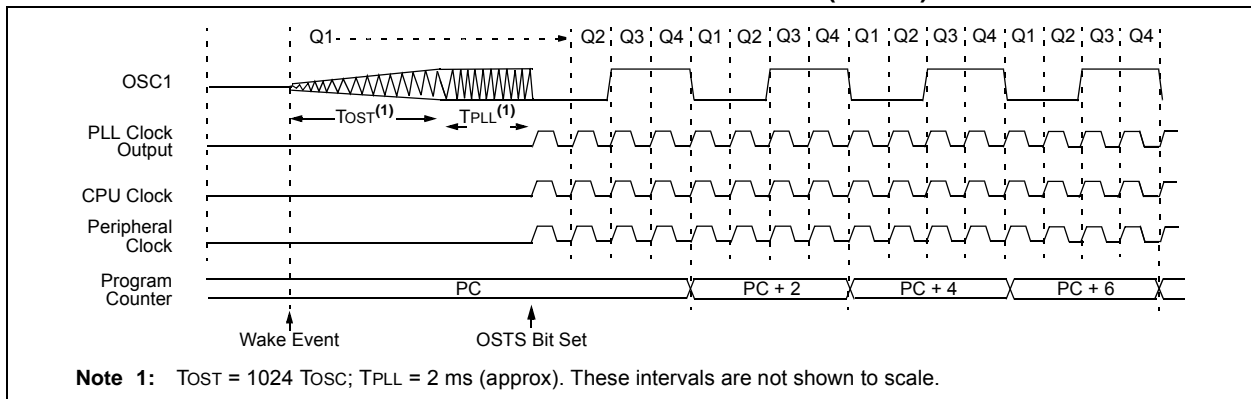 Q1 Q2 Q3 Q4 Q1 Q2 Q3 Q4 Q1 Q2 Q3 Q4 Q1 Q2 Q3 Q4
OSC1
TOST(1) TPLL(1)
PLL Clock
Output
CPU Clock
Peripheral
Clock
Program
Counter
PC PC + 2 PC + 4 PC + 6
Wake Event OSTS Bit Set
Note 1: TOST = 1024 TOSC; TPLL = 2 ms (approx). These intervals are not shown to scale.